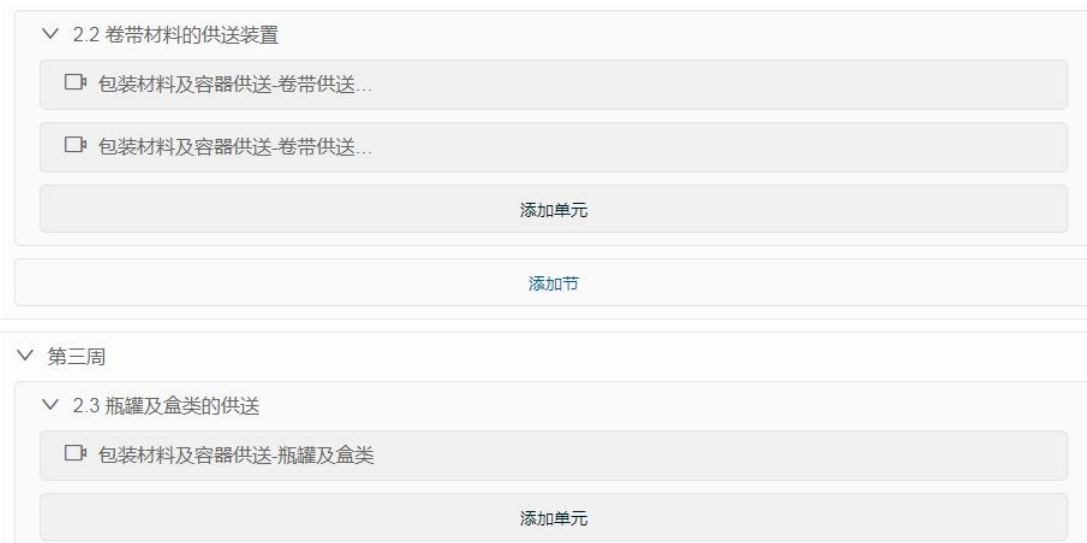 2.2 卷带材料的供送装置
包装材料及容器供送-卷带供送...
包装材料及容器供送-卷带供送...
添加单元
添加节
第三周
2.3 瓶罐及盒类的供送
包装材料及容器供送-瓶罐及盒类
添加单元